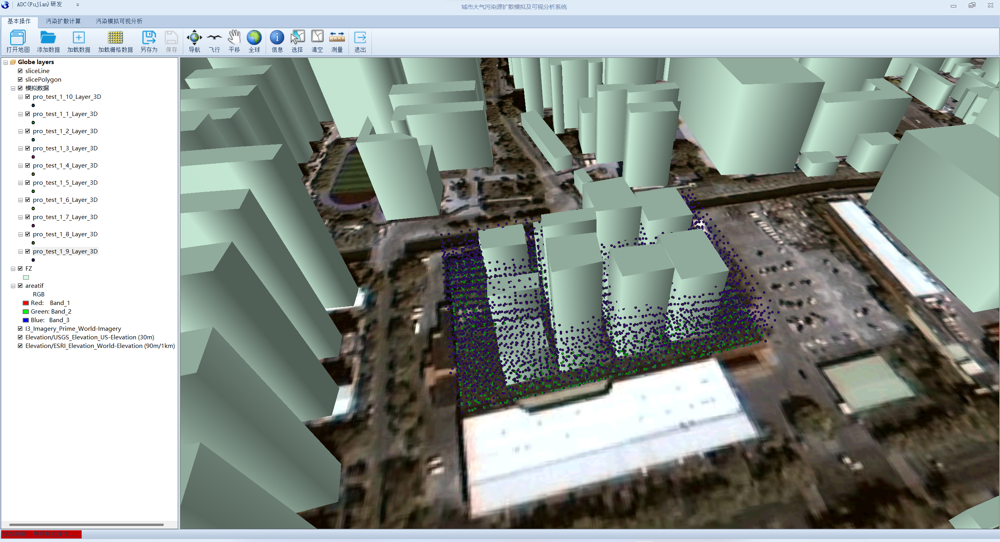 ADC(Fujian)研发
城市大气污染源扩散模拟及可视分析系统
基本操作 污染扩散计算 污染模拟可视分析
打开地图 添加数据 加载数据 加载栅格数据 另存为 保存 导航 飞行 平移 全球 信息 选择 清空 测量 退出
Globe layers
sliceLine
slicePolygon
模拟数据
pro_test_1_10_Layer_3D
pro_test_1_1_Layer_3D
pro_test_1_2_Layer_3D
pro_test_1_3_Layer_3D
pro_test_1_4_Layer_3D
pro_test_1_5_Layer_3D
pro_test_1_6_Layer_3D
pro_test_1_7_Layer_3D
pro_test_1_8_Layer_3D
pro_test_1_9_Layer_3D
FZ
areatif
RGB
Red: Band_1
Green: Band_2
Blue: Band_3
I3_Imagery_Prime_World-Imagery
Elevation/USGS_Elevation_US-Elevation (30m)
Elevation/ESRI_Elevation_World-Elevation (90m/1km)